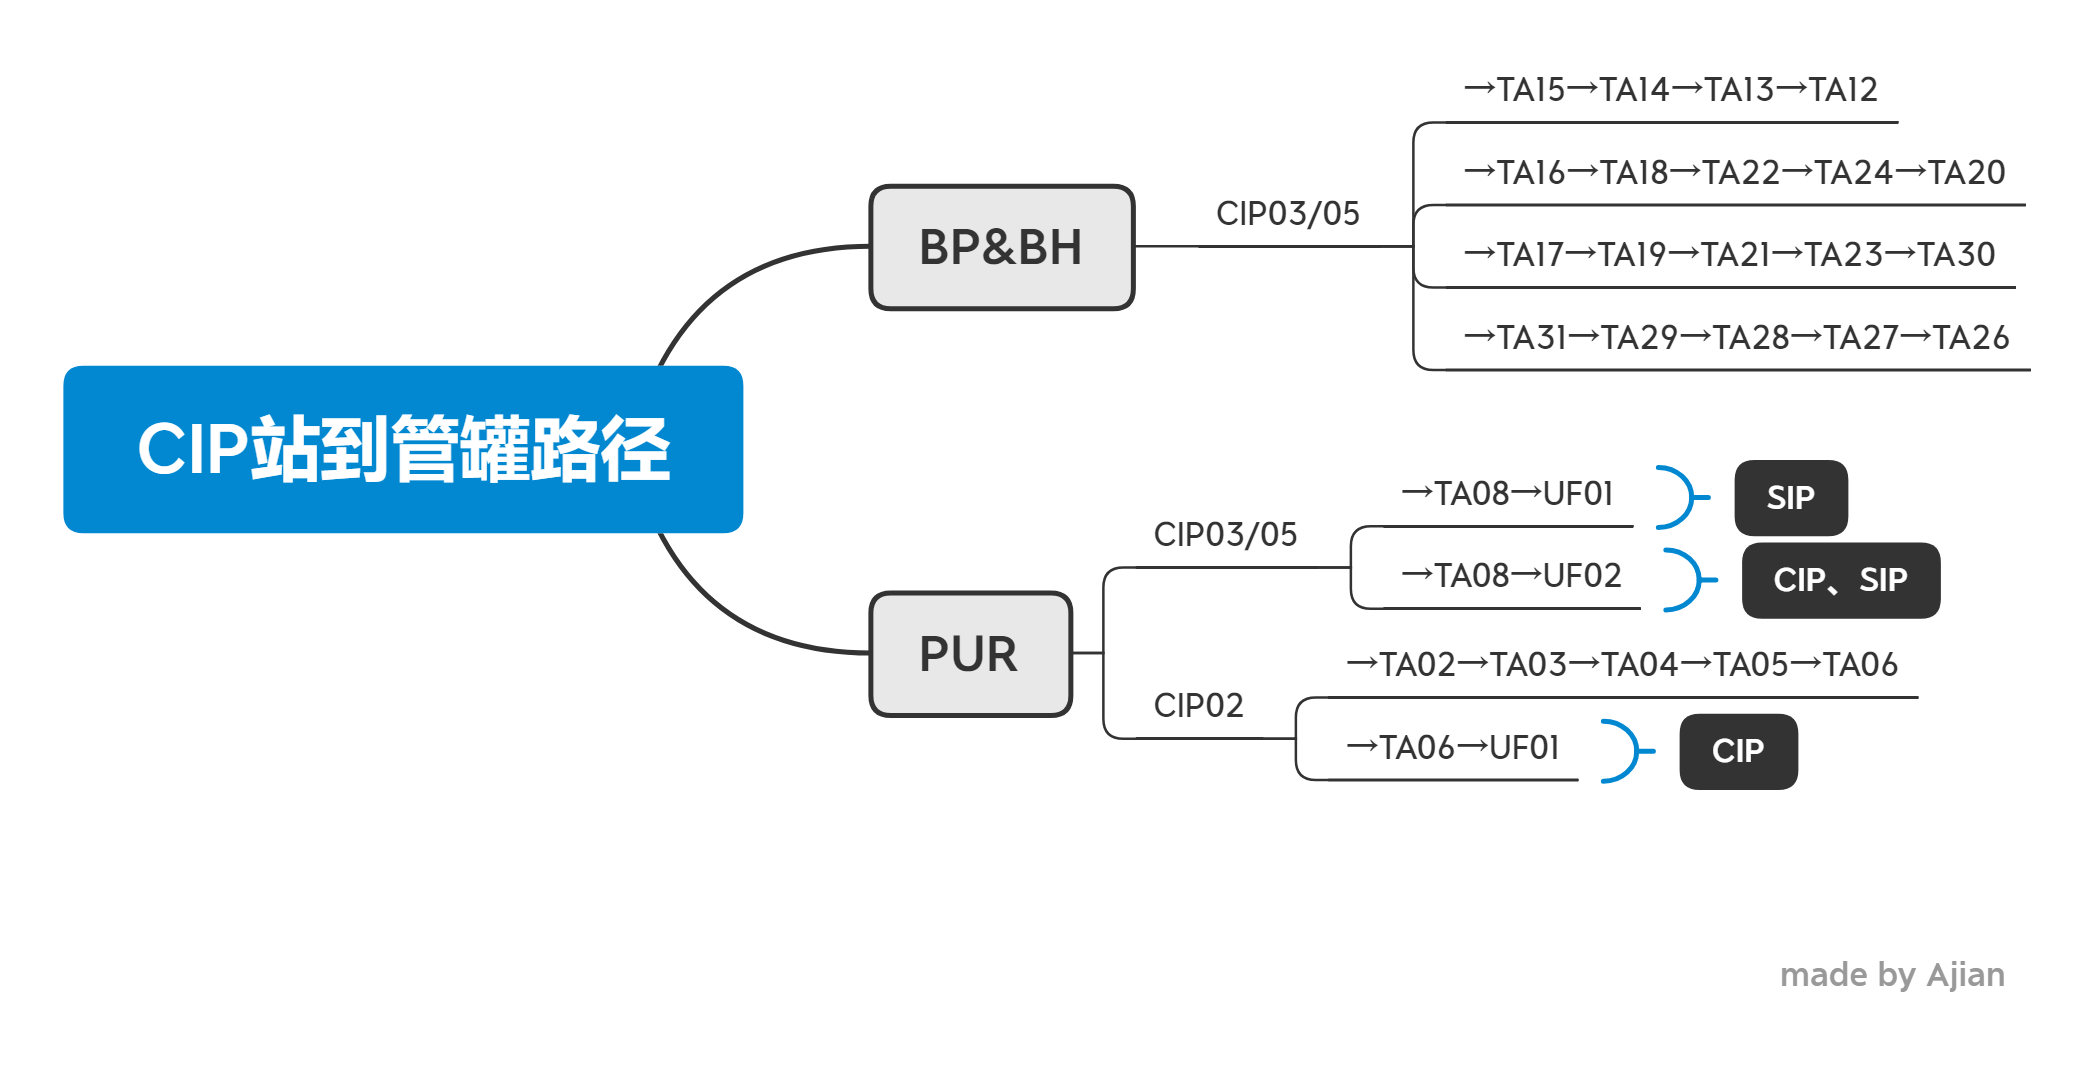 CIP站到管罐路径
BP&BH
CIP03/05
→TA15→TA14→TA13→TA12
→TA16→TA18→TA22→TA24→TA20
→TA17→TA19→TA21→TA23→TA30
→TA31→TA29→TA28→TA27→TA26
PUR
CIP03/05
→TA08→UF01
SIP
→TA08→UF02
CIP、SIP
CIP02
→TA02→TA03→TA04→TA05→TA06
→TA06→UF01
CIP
made by Ajian